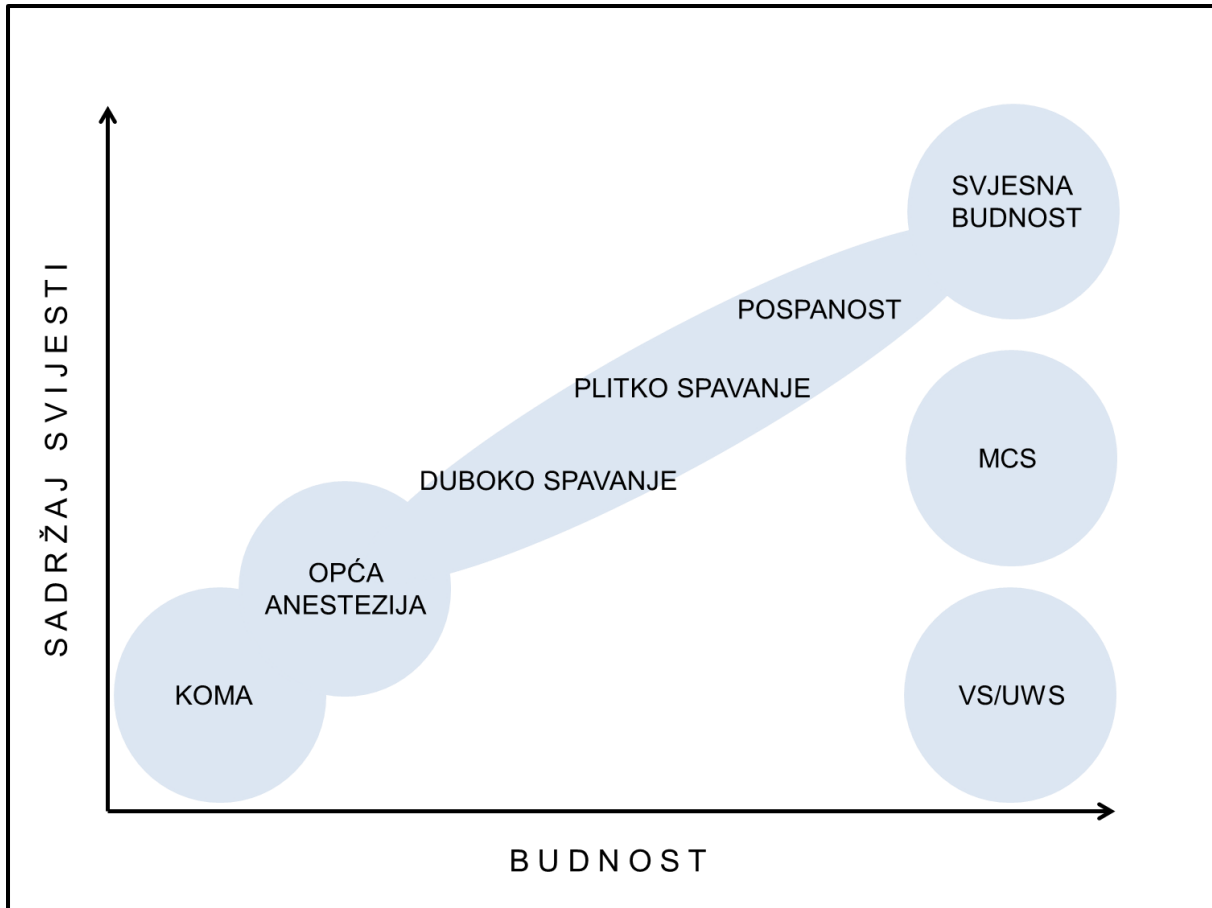 SVJESNA
BUDNOST
POSPANOST
PLITKO SPAVANJE
MCS
DUBOKO SPAVANJE
OPĆA
ANESTEZIJA
KOMA
VS/UWS
SADRŽAJ SVIJESTI
BUDNOST